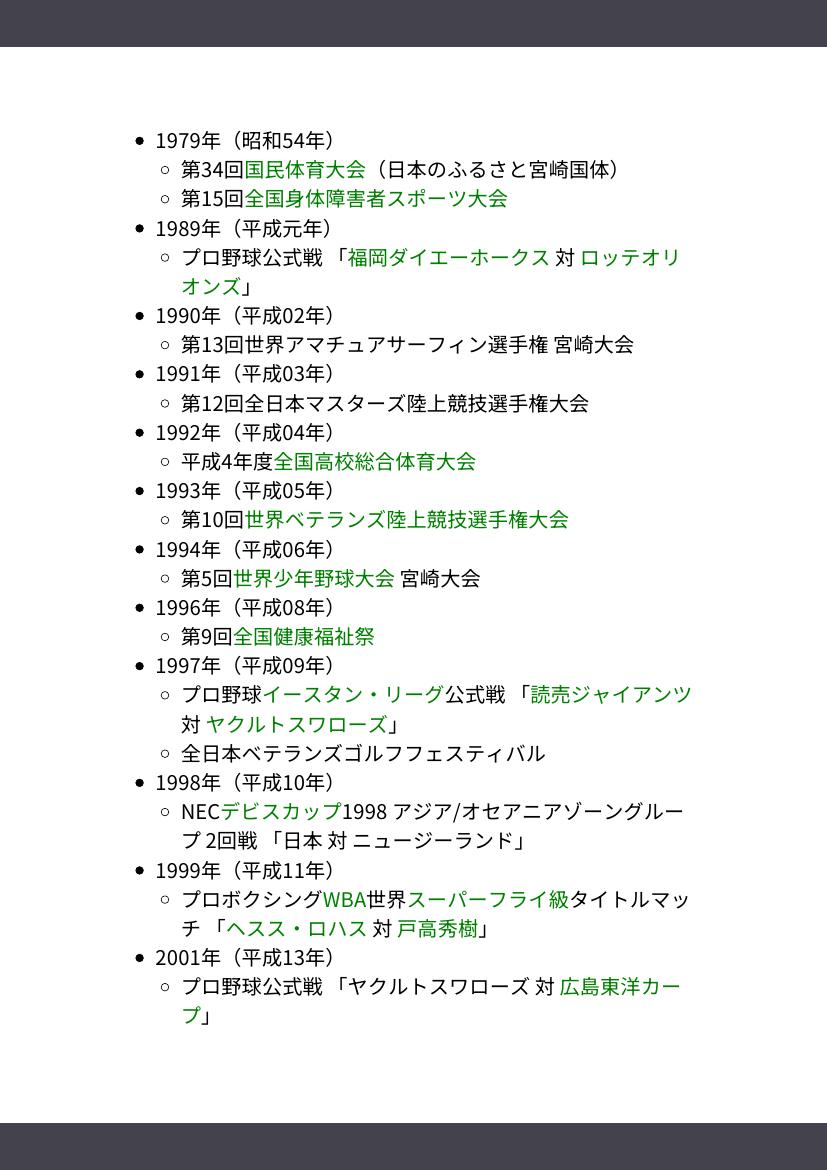 • 1979年（昭和54年）
◦ 第34回国民体育大会（日本のふるさと宮崎国体）
◦ 第15回全国身体障害者スポーツ大会
• 1989年（平成元年）
◦ プロ野球公式戦 「福岡ダイエーホークス 対 ロッテオリ
オンズ」
• 1990年（平成02年）
◦ 第13回世界アマチュアサーフィン選手権 宮崎大会
• 1991年（平成03年）
◦ 第12回全日本マスターズ陸上競技選手権大会
• 1992年（平成04年）
◦ 平成4年度全国高校総合体育大会
• 1993年（平成05年）
◦ 第10回世界ベテランズ陸上競技選手権大会
• 1994年（平成06年）
◦ 第5回世界少年野球大会 宮崎大会
• 1996年（平成08年）
◦ 第9回全国健康福祉祭
• 1997年（平成09年）
◦ プロ野球イースタン・リーグ公式戦 「読売ジャイアンツ
対 ヤクルトスワローズ」
◦ 全日本ベテランズゴルフフェスティバル
• 1998年（平成10年）
◦ NECデビスカップ1998 アジア/オセアニアゾーングルー
プ 2回戦 「日本 対 ニュージーランド」
• 1999年（平成11年）
◦ プロボクシングWBA世界スーパーフライ級タイトルマッ
チ 「ヘスス・ロハス 対 戸高秀樹」
• 2001年（平成13年）
◦ プロ野球公式戦 「ヤクルトスワローズ 対 広島東洋カー
プ」